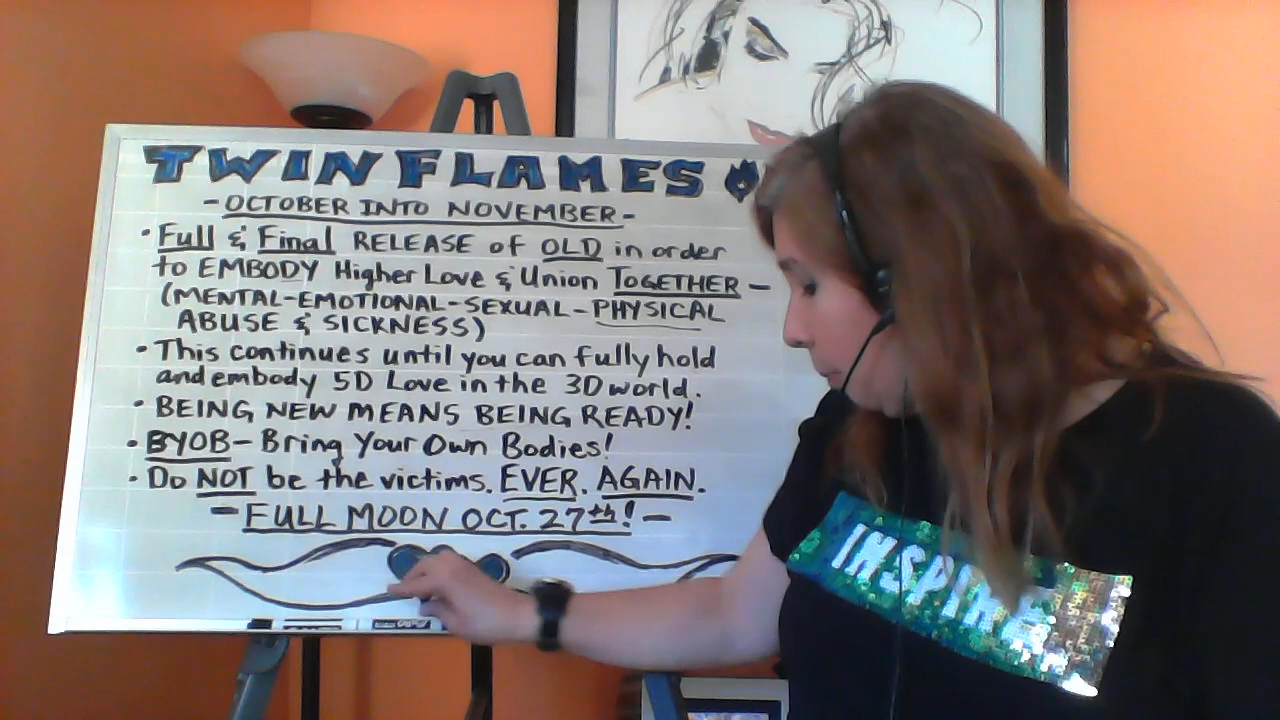 TWIN FLAMES
- OCTOBER INTO NOVEMBER -
• Full & Final RELEASE of OLD in order
to EMBODY Higher Love & Union TOGETHER -
(MENTAL-EMOTIONAL-SEXUAL-PHYSICAL
ABUSE & SICKNESS)
• This continues until you can fully hold
and embody 5D Love in the 3D world.
• BEING NEW MEANS BEING READY!
• BYOB - Bring Your Own Bodies!
• Do NOT be the victims. EVER. AGAIN.
- FULL MOON OCT. 27th! -
INSPIRE